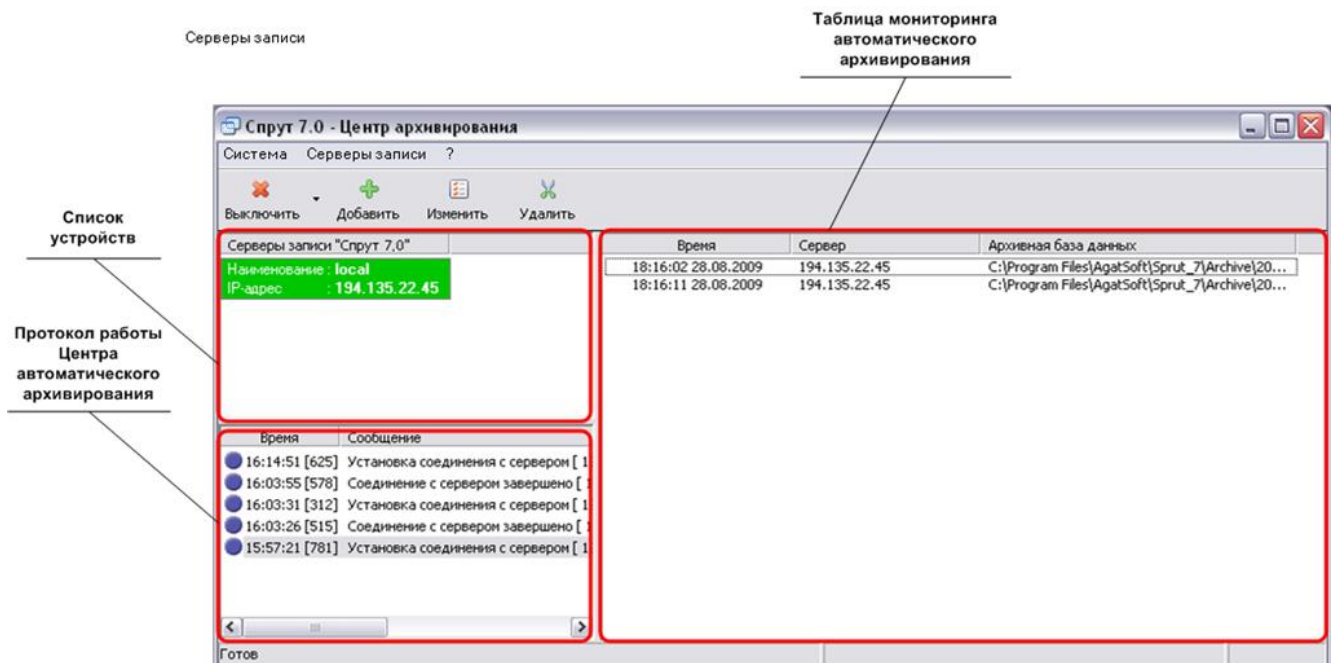 Серверы записи
Таблица мониторинга
автоматического
архивирования
Спрут 7.0 - Центр архивирования
Система Серверы записи ?
Выключить Добавить Изменить Удалить
Список
устройств
Серверы записи "Спрут 7,0"
Наименование : local
IP-адрес : 194.135.22.45
Время Сервер Архивная база данных
18:16:02 28.08.2009 194.135.22.45 C:\Program Files\AgatSoft\Sprut_7\Archive\20...
18:16:11 28.08.2009 194.135.22.45 C:\Program Files\AgatSoft\Sprut_7\Archive\20...
Протокол работы
Центра
автоматического
архивирования
Время Сообщение
16:14:51 [625] Установка соединения с сервером [ 1
16:03:55 [578] Соединение с сервером завершено [ 1
16:03:31 [312] Установка соединения с сервером [ 1
16:03:26 [515] Соединение с сервером завершено [ 1
15:57:21 [781] Установка соединения с сервером [ 1
Готов